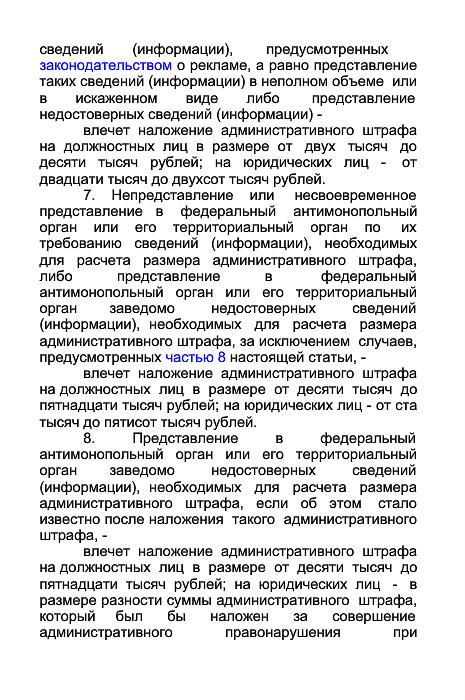 сведений (информации), предусмотренных
законодательством о рекламе, а равно представление
таких сведений (информации) в неполном объеме или
в искаженном виде либо представление
недостоверных сведений (информации) -
влечет наложение административного штрафа
на должностных лиц в размере от двух тысяч до
десяти тысяч рублей; на юридических лиц - от
двадцати тысяч до двухсот тысяч рублей.
7. Непредставление или несвоевременное
представление в федеральный антимонопольный
орган или его территориальный орган по их
требованию сведений (информации), необходимых
для расчета размера административного штрафа,
либо представление в федеральный
антимонопольный орган или его территориальный
орган заведомо недостоверных сведений
(информации), необходимых для расчета размера
административного штрафа, за исключением случаев,
предусмотренных частью 8 настоящей статьи, -
влечет наложение административного штрафа
на должностных лиц в размере от десяти тысяч до
пятнадцати тысяч рублей; на юридических лиц - от ста
тысяч до пятисот тысяч рублей.
8. Представление в федеральный
антимонопольный орган или его территориальный
орган заведомо недостоверных сведений
(информации), необходимых для расчета размера
административного штрафа, если об этом стало
известно после наложения такого административного
штрафа, -
влечет наложение административного штрафа
на должностных лиц в размере от десяти тысяч до
пятнадцати тысяч рублей; на юридических лиц - в
размере разности суммы административного штрафа,
который был бы наложен за совершение
административного правонарушения при